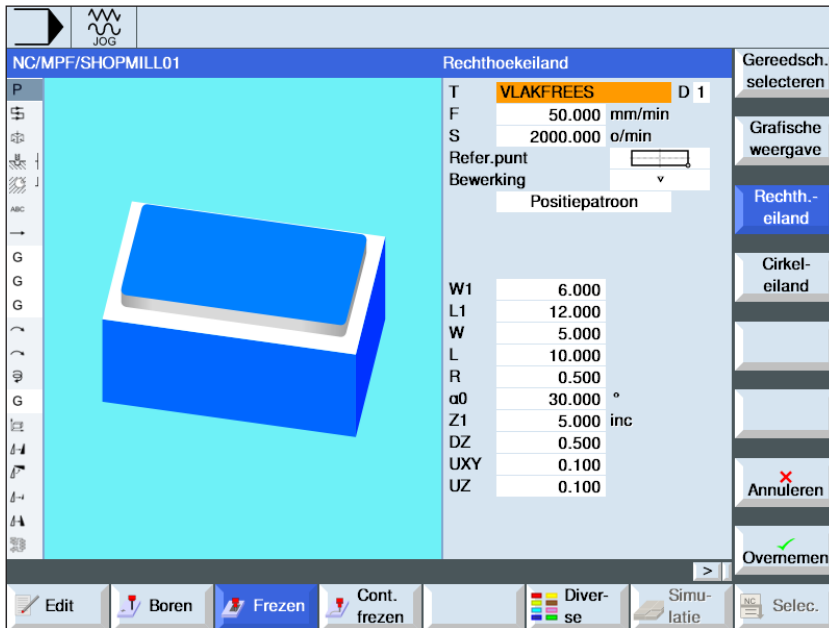 JOG
NC/MPF/SHOPMILL01
Rechthoekeiland
T VLAKFREES D 1
F 50.000 mm/min
S 2000.000 o/min
Refer.punt
Bewerking
Positiepatroon
W1 6.000
L1 12.000
W 5.000
L 10.000
R 0.500
α0 30.000 °
Z1 5.000 inc
DZ 0.500
UXY 0.100
UZ 0.100
P
ABC
G
G
G
G
Gereedsch.
selecteren
Grafische
weergave
Rechth.-
eiland
Cirkel-
eiland
Annuleren
Overnemen
>
Edit
Boren
Frezen
Cont.
frezen
Diver-
se
Simu-
latie
NC
Selec.